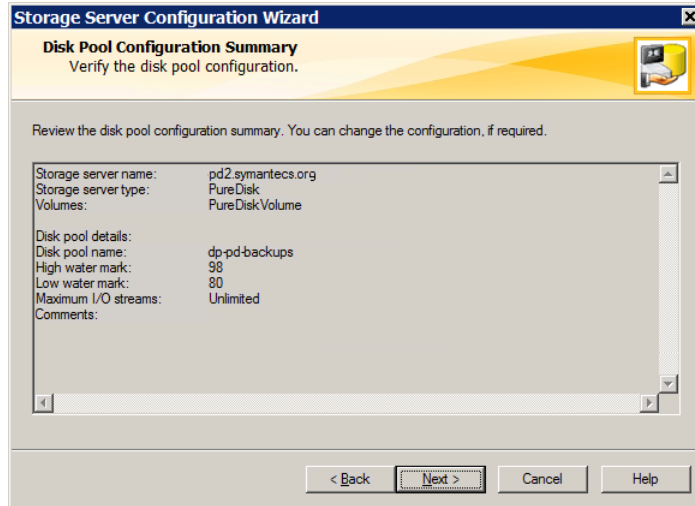 Storage Server Configuration Wizard
Disk Pool Configuration Summary
Verify the disk pool configuration.
Review the disk pool configuration summary. You can change the configuration, if required.
Storage server name: pd2.symantecs.org
Storage server type: PureDisk
Volumes: PureDiskVolume
Disk pool details:
Disk pool name: dp-pd-backups
High water mark: 98
Low water mark: 80
Maximum I/O streams: Unlimited
Comments:
< Back Next > Cancel Help